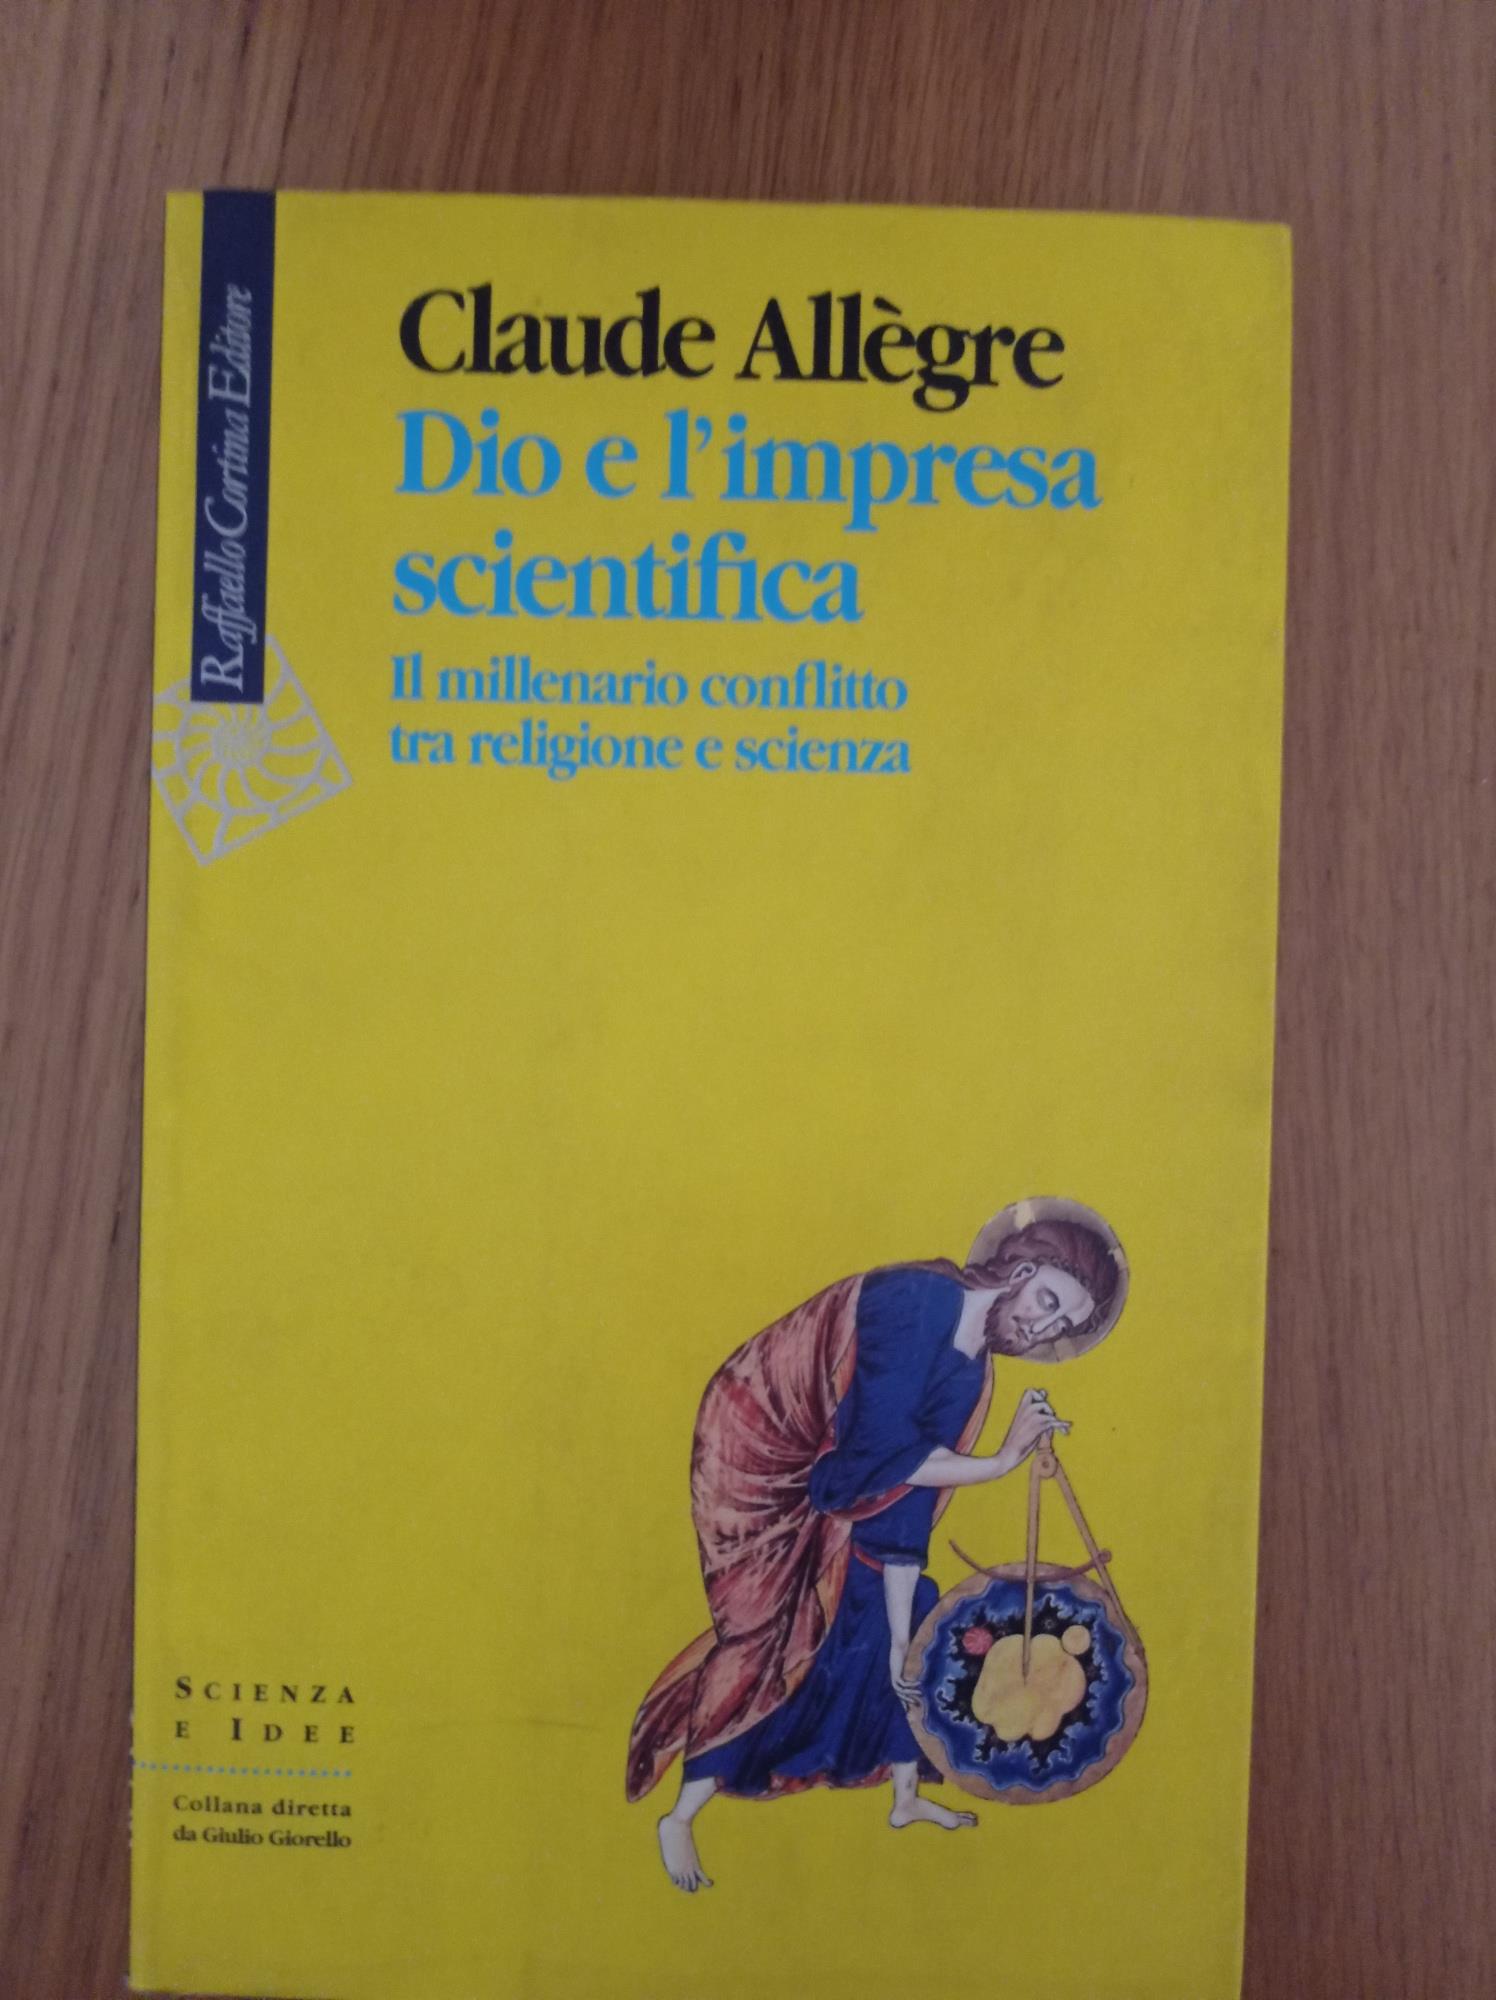 Raffaello Cortina Editore
Claude Allègre
Dio e l'impresa
scientifica
Il millenario conflitto
tra religione e scienza
SCIENZA
E IDEE
Collana diretta
da Giulio Giorello